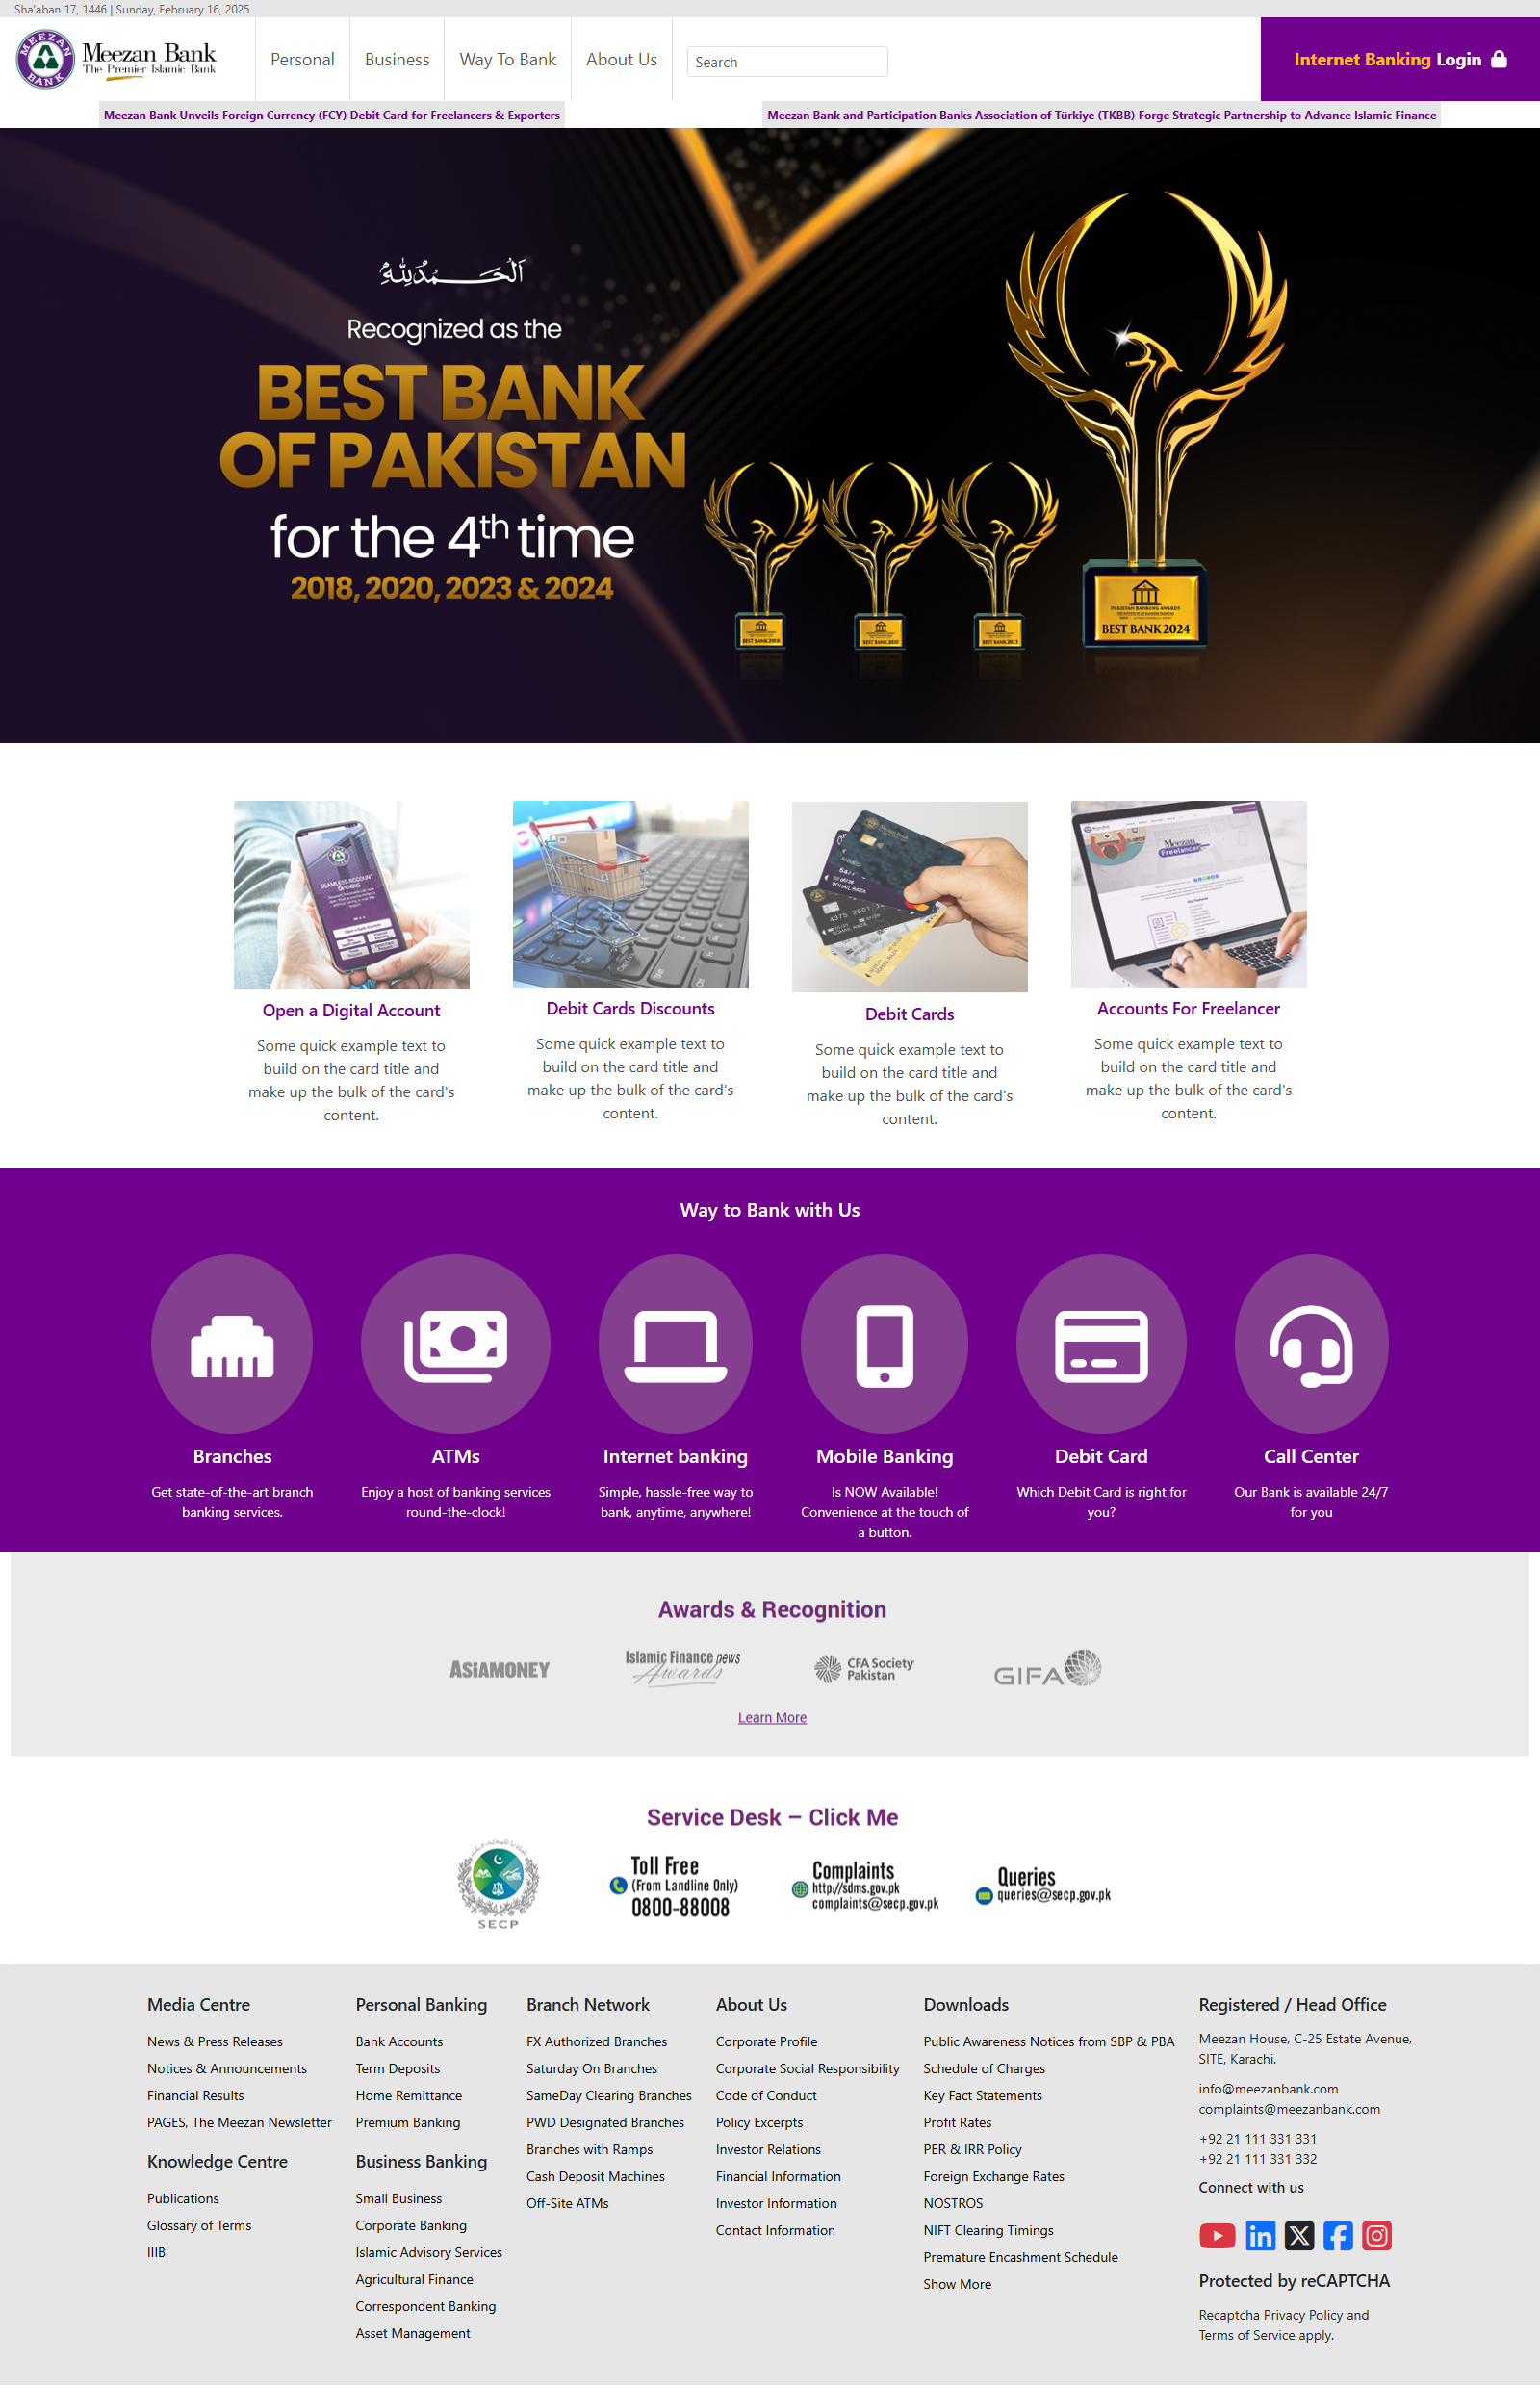 Sha'aban 17, 1446 | Sunday, February 16, 2025
MEEZAN BANK
Meezan Bank
The Premier Islamic Bank
Personal
Business
Way To Bank
About Us
Search
Internet Banking Login
Meezan Bank Unveils Foreign Currency (FCY) Debit Card for Freelancers & Exporters
Meezan Bank and Participation Banks Association of Türkiye (TKBB) Forge Strategic Partnership to Advance Islamic Finance
اَلْحَمْدُلِلّٰه
Recognized as the
BEST BANK
OF PAKISTAN
for the 4th time
2018, 2020, 2023 & 2024
BEST BANK 2018
BEST BANK 2020
BEST BANK 2023
PAKISTAN BANKING AWARDS
BEST BANK 2024
SEAMLESS ACCOUNT
OPENING
Meezan
Freelancer
Open a Digital Account
Some quick example text to
build on the card title and
make up the bulk of the card's
content.
Debit Cards Discounts
Some quick example text to
build on the card title and
make up the bulk of the card's
content.
Debit Cards
Some quick example text to
build on the card title and
make up the bulk of the card's
content.
Accounts For Freelancer
Some quick example text to
build on the card title and
make up the bulk of the card's
content.
Way to Bank with Us
Branches
Get state-of-the-art branch
banking services.
ATMs
Enjoy a host of banking services
round-the-clock!
Internet banking
Simple, hassle-free way to
bank, anytime, anywhere!
Mobile Banking
Is NOW Available!
Convenience at the touch of
a button.
Debit Card
Which Debit Card is right for
you?
Call Center
Our Bank is available 24/7
for you
Awards & Recognition
ASIAMONEY
Islamic Finance news
Awards
CFA Society
Pakistan
GIFA
Learn More
Service Desk – Click Me
SECP
Toll Free
(From Landline Only)
0800-88008
Complaints
http://sdms.gov.pk
complaints@secp.gov.pk
Queries
queries@secp.gov.pk
Media Centre
News & Press Releases
Notices & Announcements
Financial Results
PAGES, The Meezan Newsletter
Knowledge Centre
Publications
Glossary of Terms
IIIB
Personal Banking
Bank Accounts
Term Deposits
Home Remittance
Premium Banking
Business Banking
Small Business
Corporate Banking
Islamic Advisory Services
Agricultural Finance
Correspondent Banking
Asset Management
Branch Network
FX Authorized Branches
Saturday On Branches
SameDay Clearing Branches
PWD Designated Branches
Branches with Ramps
Cash Deposit Machines
Off-Site ATMs
About Us
Corporate Profile
Corporate Social Responsibility
Code of Conduct
Policy Excerpts
Investor Relations
Financial Information
Investor Information
Contact Information
Downloads
Public Awareness Notices from SBP & PBA
Schedule of Charges
Key Fact Statements
Profit Rates
PER & IRR Policy
Foreign Exchange Rates
NOSTROS
NIFT Clearing Timings
Premature Encashment Schedule
Show More
Registered / Head Office
Meezan House, C-25 Estate Avenue,
SITE, Karachi.
info@meezanbank.com
complaints@meezanbank.com
+92 21 111 331 331
+92 21 111 331 332
Connect with us
Protected by reCAPTCHA
Recaptcha Privacy Policy and
Terms of Service apply.